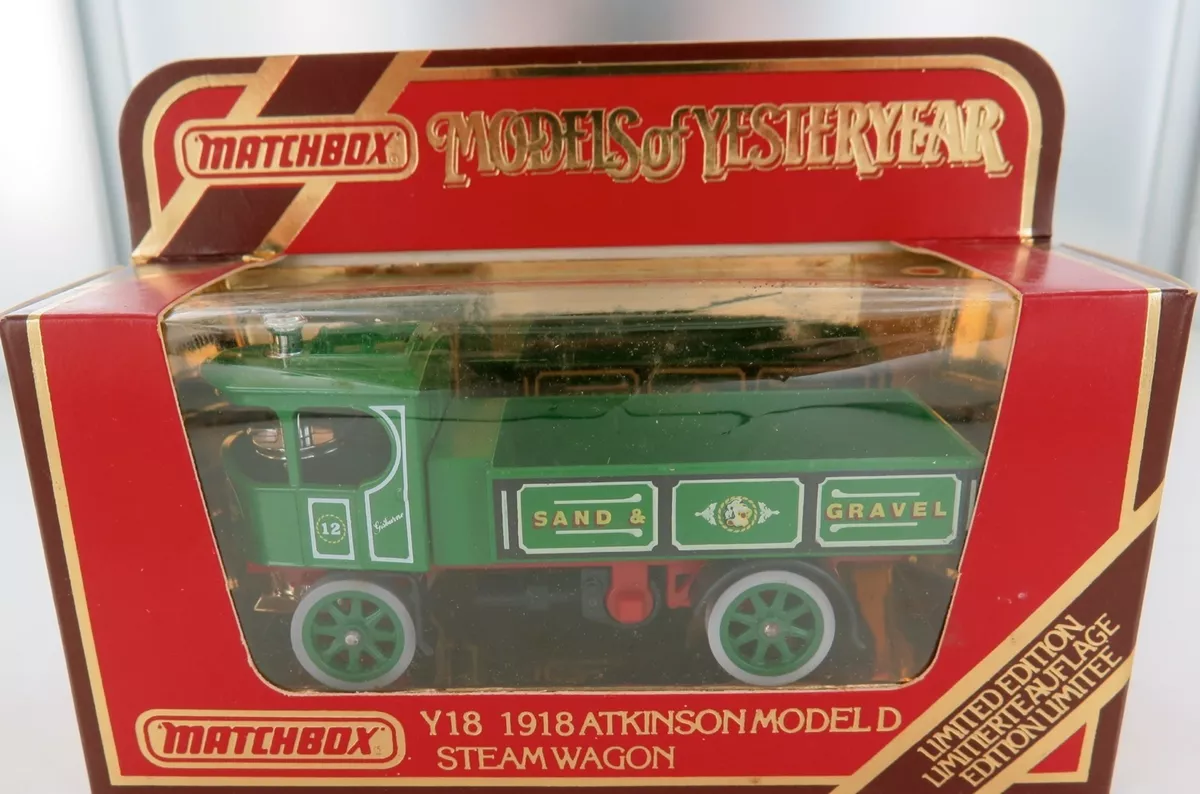 MATCHBOX
MODELS of YESTERYEAR
12
SAND &
GRAVEL
MATCHBOX
Y18 1918 ATKINSON MODEL D
STEAM WAGON
LIMITED EDITION
LIMITIERTE AUFLAGE
EDITION LIMITEE